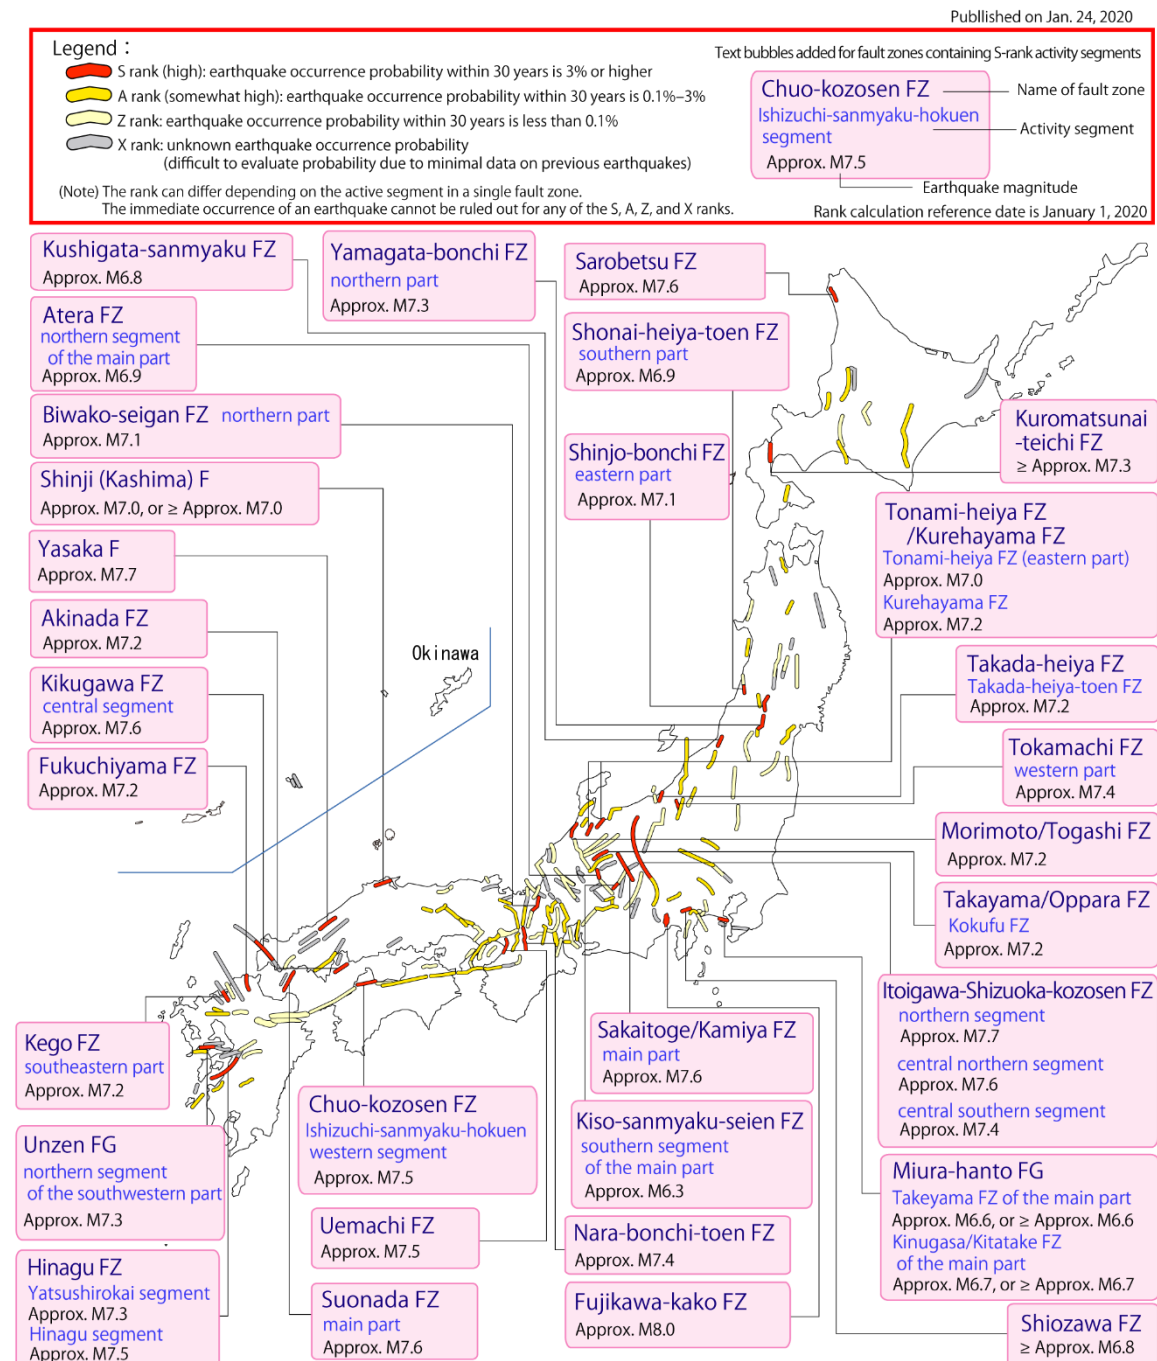 Publlished on Jan. 24, 2020
Legend :
S rank (high): earthquake occurrence probability within 30 years is 3% or higher
A rank (somewhat high): earthquake occurrence probability within 30 years is 0.1%–3%
Z rank: earthquake occurrence probability within 30 years is less than 0.1%
X rank: unknown earthquake occurrence probability
(difficult to evaluate probability due to minimal data on previous earthquakes)
(Note) The rank can differ depending on the active segment in a single fault zone.
The immediate occurrence of an earthquake cannot be ruled out for any of the S, A, Z, and X ranks.
Text bubbles added for fault zones containing S-rank activity segments
Chuo-kozosen FZ
Name of fault zone
Ishizuchi-sanmyaku-hokuen
segment
Activity segment
Approx. M7.5
Earthquake magnitude
Rank calculation reference date is January 1, 2020
Kushigata-sanmyaku FZ
Approx. M6.8
Yamagata-bonchi FZ
northern part
Approx. M7.3
Sarobetsu FZ
Approx. M7.6
Atera FZ
northern segment
of the main part
Approx. M6.9
Shonai-heiya-toen FZ
southern part
Approx. M6.9
Biwako-seigan FZ northern part
Approx. M7.1
Kuromatsunai
-teichi FZ
≥ Approx. M7.3
Shinjo-bonchi FZ
eastern part
Approx. M7.1
Shinji (Kashima) F
Approx. M7.0, or ≥ Approx. M7.0
Tonami-heiya FZ
/Kurehayama FZ
Tonami-heiya FZ (eastern part)
Approx. M7.0
Kurehayama FZ
Approx. M7.2
Yasaka F
Approx. M7.7
Akinada FZ
Approx. M7.2
Okinawa
Takada-heiya FZ
Takada-heiya-toen FZ
Approx. M7.2
Kikugawa FZ
central segment
Approx. M7.6
Tokamachi FZ
western part
Approx. M7.4
Fukuchiyama FZ
Approx. M7.2
Morimoto/Togashi FZ
Approx. M7.2
Takayama/Oppara FZ
Kokufu FZ
Approx. M7.2
Itoigawa-Shizuoka-kozosen FZ
northern segment
Approx. M7.7
central northern segment
Approx. M7.6
central southern segment
Approx. M7.4
Kego FZ
southeastern part
Approx. M7.2
Sakaitoge/Kamiya FZ
main part
Approx. M7.6
Chuo-kozosen FZ
Ishizuchi-sanmyaku-hokuen
western segment
Approx. M7.5
Kiso-sanmyaku-seien FZ
southern segment
of the main part
Approx. M6.3
Unzen FG
northern segment
of the southwestern part
Approx. M7.3
Miura-hanto FG
Takeyama FZ of the main part
Approx. M6.6, or ≥ Approx. M6.6
Kinugasa/Kitatake FZ
of the main part
Approx. M6.7, or ≥ Approx. M6.7
Uemachi FZ
Approx. M7.5
Nara-bonchi-toen FZ
Approx. M7.4
Hinagu FZ
Yatsushirokai segment
Approx. M7.3
Hinagu segment
Approx. M7.5
Suonada FZ
main part
Approx. M7.6
Fujikawa-kako FZ
Approx. M8.0
Shiozawa FZ
≥ Approx. M6.8